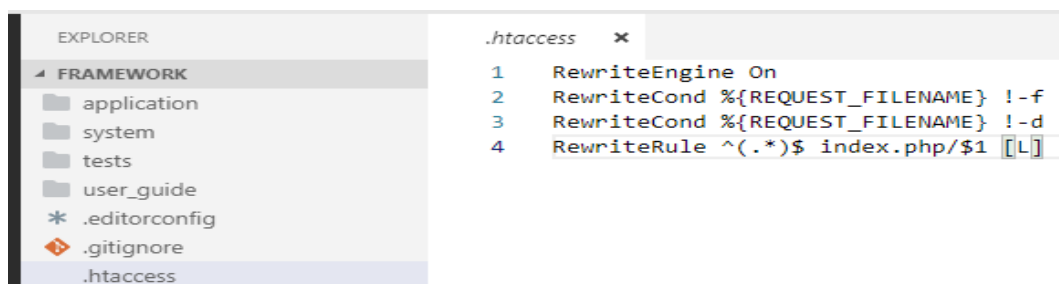 EXPLORER
FRAMEWORK
application
system
tests
user_guide
.editorconfig
.gitignore
.htaccess
.htaccess ×
1 RewriteEngine On
2 RewriteCond %{REQUEST_FILENAME} !-f
3 RewriteCond %{REQUEST_FILENAME} !-d
4 RewriteRule ^(.*)$ index.php/$1 [L]